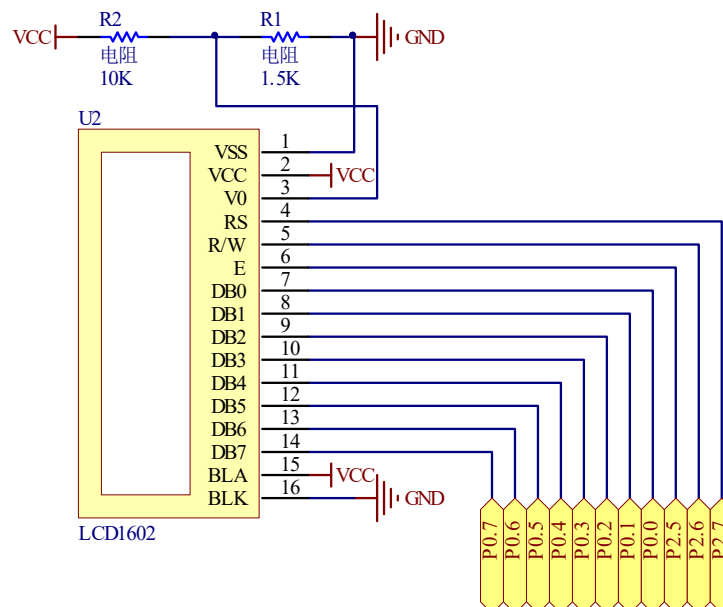 R2
R1
VCC
GND
电阻
电阻
10K
1.5K
U2
VSS 1
VCC 2 VCC
V0 3
RS 4
R/W 5
E 6
DB0 7
DB1 8
DB2 9
DB3 10
DB4 11
DB5 12
DB6 13
DB7 14
BLA 15 VCC
BLK 16 GND
LCD1602
P0.7
P0.6
P0.5
P0.4
P0.3
P0.2
P0.1
P0.0
P2.5
P2.6
P2.7